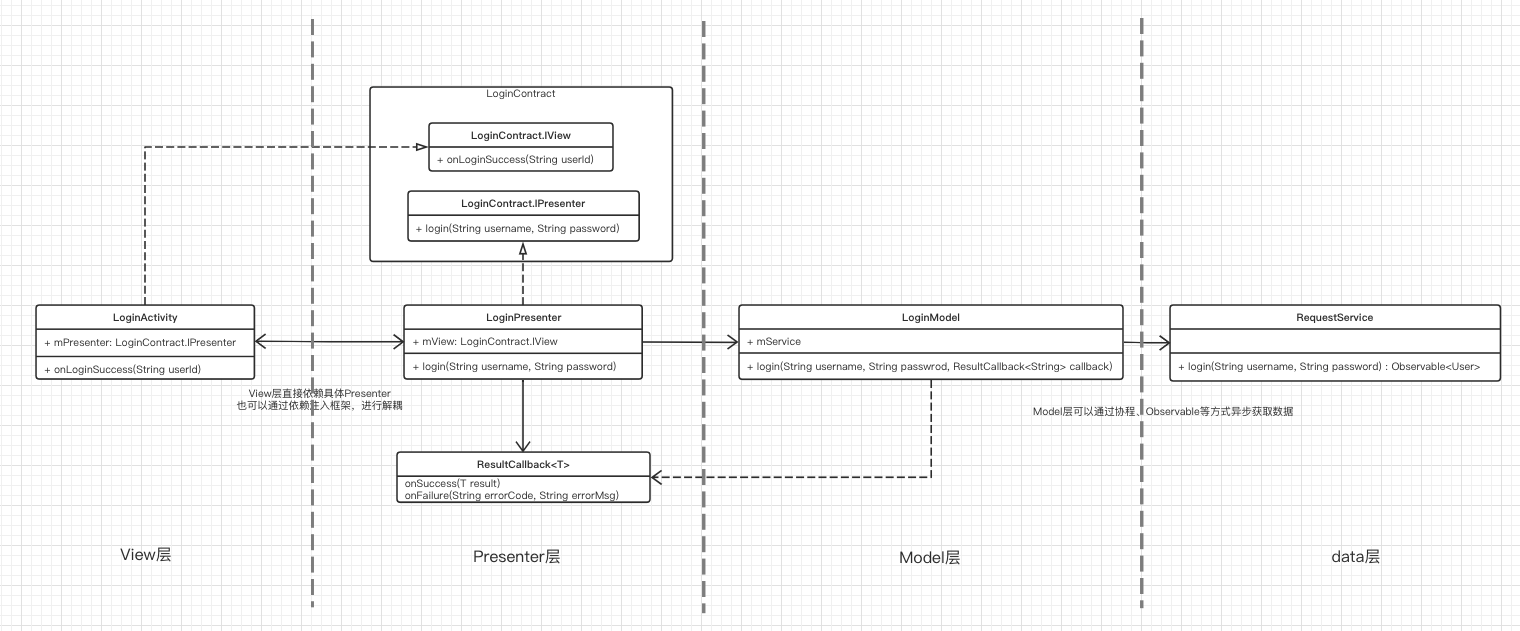 LoginContract
LoginContract.IView
+ onLoginSuccess(String userId)
LoginContract.IPresenter
+ login(String username, String password)
LoginActivity
+ mPresenter: LoginContract.IPresenter
+ onLoginSuccess(String userId)
LoginPresenter
+ mView: LoginContract.IView
+ login(String username, String password)
LoginModel
+ mService
+ login(String username, String passwrod, ResultCallback<String> callback)
RequestService
+ login(String username, String password) : Observable<User>
View层直接依赖具体Presenter
也可以通过依赖注入框架，进行解耦
Model层可以通过协程、Observable等方式异步获取数据
ResultCallback<T>
onSuccess(T result)
onFailure(String errorCode, String errorMsg)
View层
Presenter层
Model层
data层